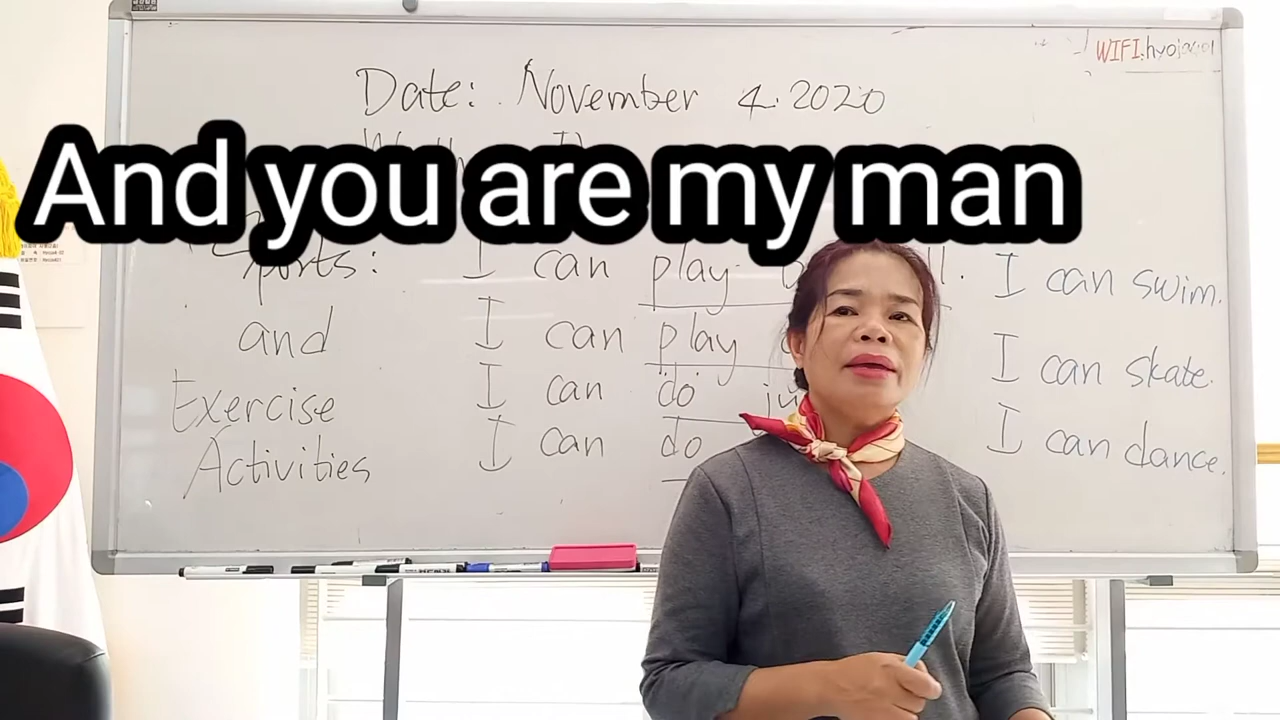 WIFI:hyojagol
Date: November 4. 2020
And you are my man
Sports: I can play I can swim.
and I can play I can skate.
Exercise I can do
Activities I can do I can dance.